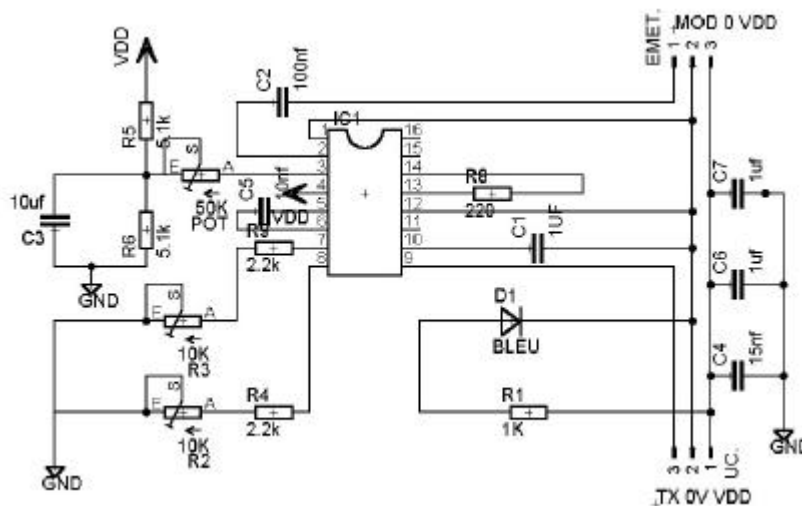 EMET.
MOD 0 VDD
1 2 3
VDD
C2
100nf
IC1
R5
5.1k
S
E A
50K
POT
10uf
C3
R6
5.1k
GND
C5
VDD
R9
2.2k
1
2
3
4
7
8
16
15
14
13
12
11
10
9
R8
220
C1
1UF
C7
1uf
C6
1uf
C4
15nf
GND
S
E A
10K
R3
D1
BLEU
S
E A
10K
R2
R4
2.2k
R1
1K
GND
3 2 1
UC.
TX 0V VDD